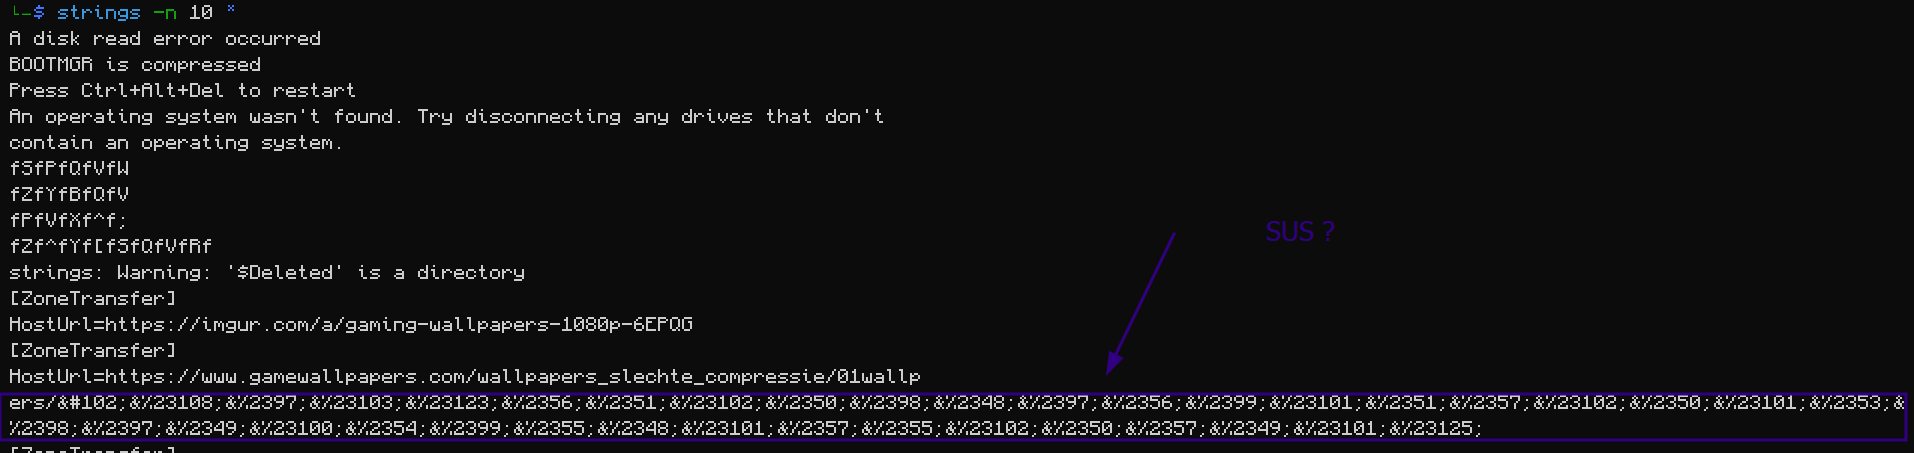 └─$ strings -n 10 *
A disk read error occurred
BOOTMGR is compressed
Press Ctrl+Alt+Del to restart
An operating system wasn't found. Try disconnecting any drives that don't
contain an operating system.
fSfPfQfVfW
fZfYfBfQfV
fPfVfXf^f;
SUS ?
fZf^fYf[fSfQfVfRf
strings: Warning: '$Deleted' is a directory
[ZoneTransfer]
HostUrl=https://imgur.com/a/gaming-wallpapers-1080p-6EPQG
[ZoneTransfer]
HostUrl=https://www.gamewallpapers.com/wallpapers_slechte_compressie/01wallp
ers/&#102;&%23108;&%2397;&%23103;&%23123;&%2356;&%2351;&%23102;&%2350;&%2398;&%2348;&%2397;&%2356;&%2399;&%23101;&%2351;&%2357;&%23102;&%2350;&%23101;&%2353;&
%2398;&%2397;&%2349;&%23100;&%2354;&%2399;&%2355;&%2348;&%23101;&%2357;&%2355;&%23102;&%2350;&%2357;&%2349;&%23101;&%23125;
[ZoneTransfer]